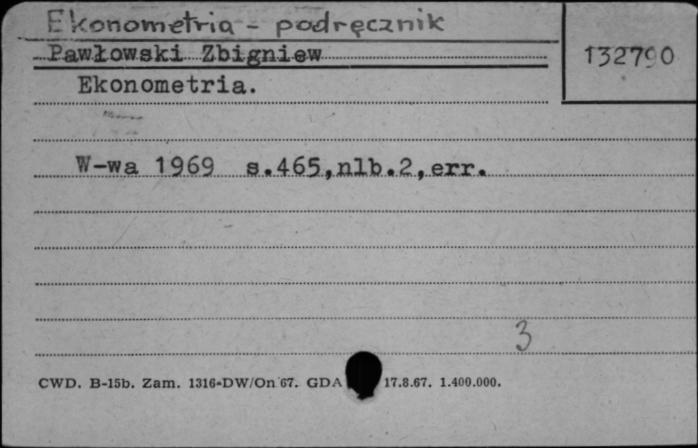 Ekonometria - podręcznik
Pawłowski Zbigniew
132790
Ekonometria.
W-wa 1969 s.465,nlb.2,err.
3
CWD. B-15b. Zam. 1316-DW/On 67. GDA 17.8.67. 1.400.000.